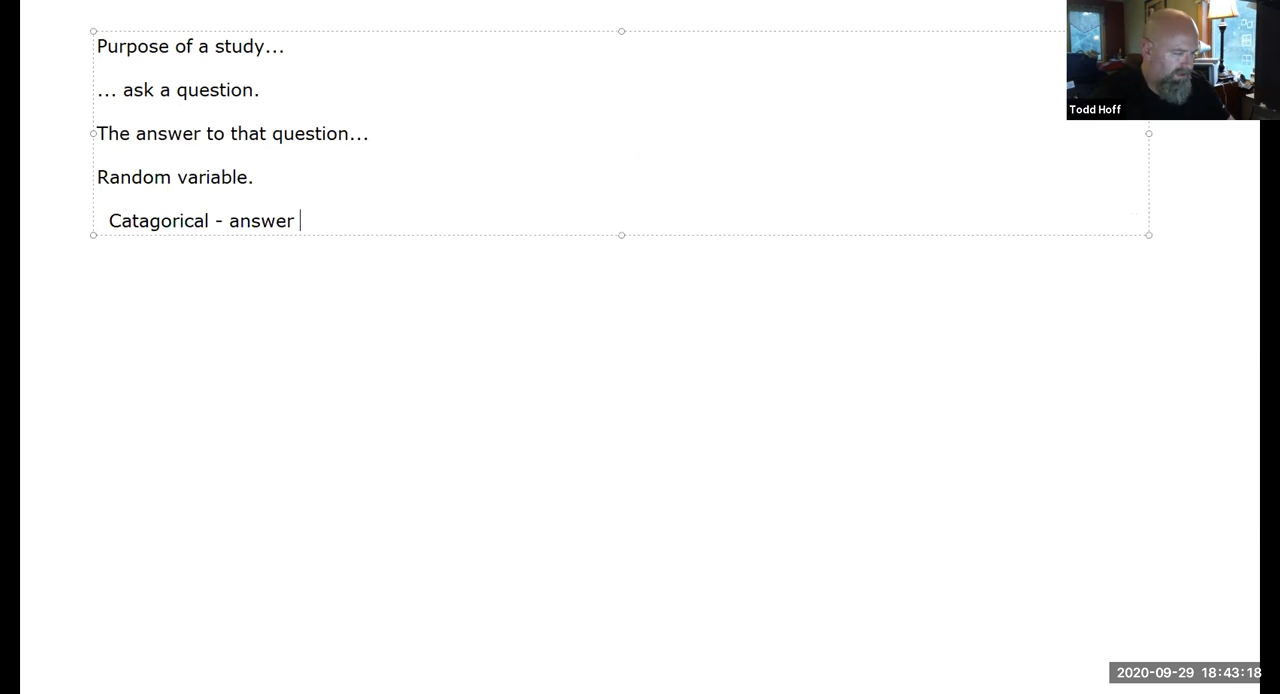 Purpose of a study...
... ask a question.
The answer to that question...
Random variable.
Catagorical - answer
Todd Hoff
2020-09-29 18:43:18